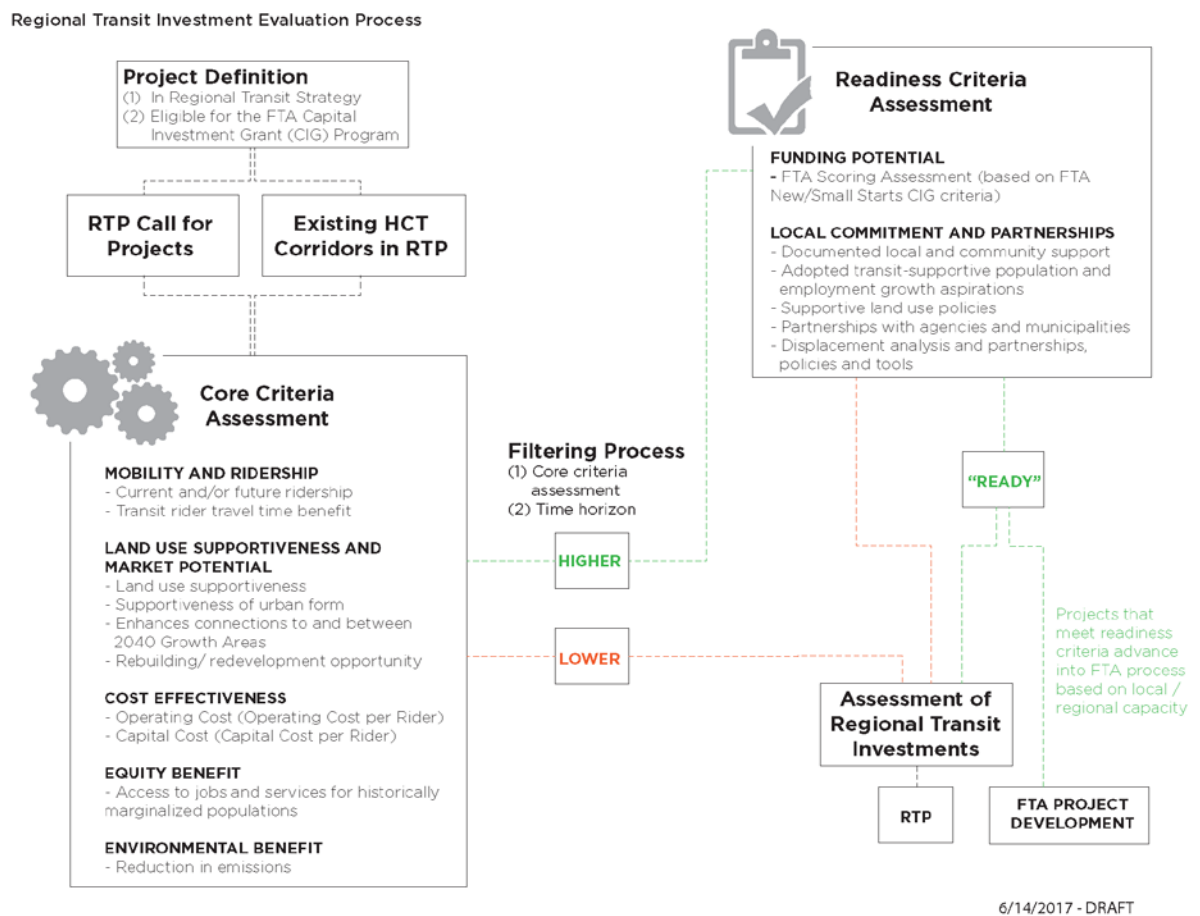 Regional Transit Investment Evaluation Process
Project Definition
(1) In Regional Transit Strategy
(2) Eligible for the FTA Capital
Investment Grant (CIG) Program
RTP Call for
Projects
Existing HCT
Corridors in RTP
Core Criteria
Assessment
MOBILITY AND RIDERSHIP
- Current and/or future ridership
- Transit rider travel time benefit
LAND USE SUPPORTIVENESS AND
MARKET POTENTIAL
- Land use supportiveness
- Supportiveness of urban form
- Enhances connections to and between
2040 Growth Areas
- Rebuilding/ redevelopment opportunity
COST EFFECTIVENESS
- Operating Cost (Operating Cost per Rider)
- Capital Cost (Capital Cost per Rider)
EQUITY BENEFIT
- Access to jobs and services for historically
marginalized populations
ENVIRONMENTAL BENEFIT
- Reduction in emissions
Filtering Process
(1) Core criteria
assessment
(2) Time horizon
HIGHER
LOWER
Readiness Criteria
Assessment
FUNDING POTENTIAL
- FTA Scoring Assessment (based on FTA
New/Small Starts CIG criteria)
LOCAL COMMITMENT AND PARTNERSHIPS
- Documented local and community support
- Adopted transit-supportive population and
employment growth aspirations
- Supportive land use policies
- Partnerships with agencies and municipalities
- Displacement analysis and partnerships,
policies and tools
“READY”
Projects that
meet readiness
criteria advance
into FTA process
based on local /
regional capacity
Assessment of
Regional Transit
Investments
RTP
FTA PROJECT
DEVELOPMENT
6/14/2017 - DRAFT